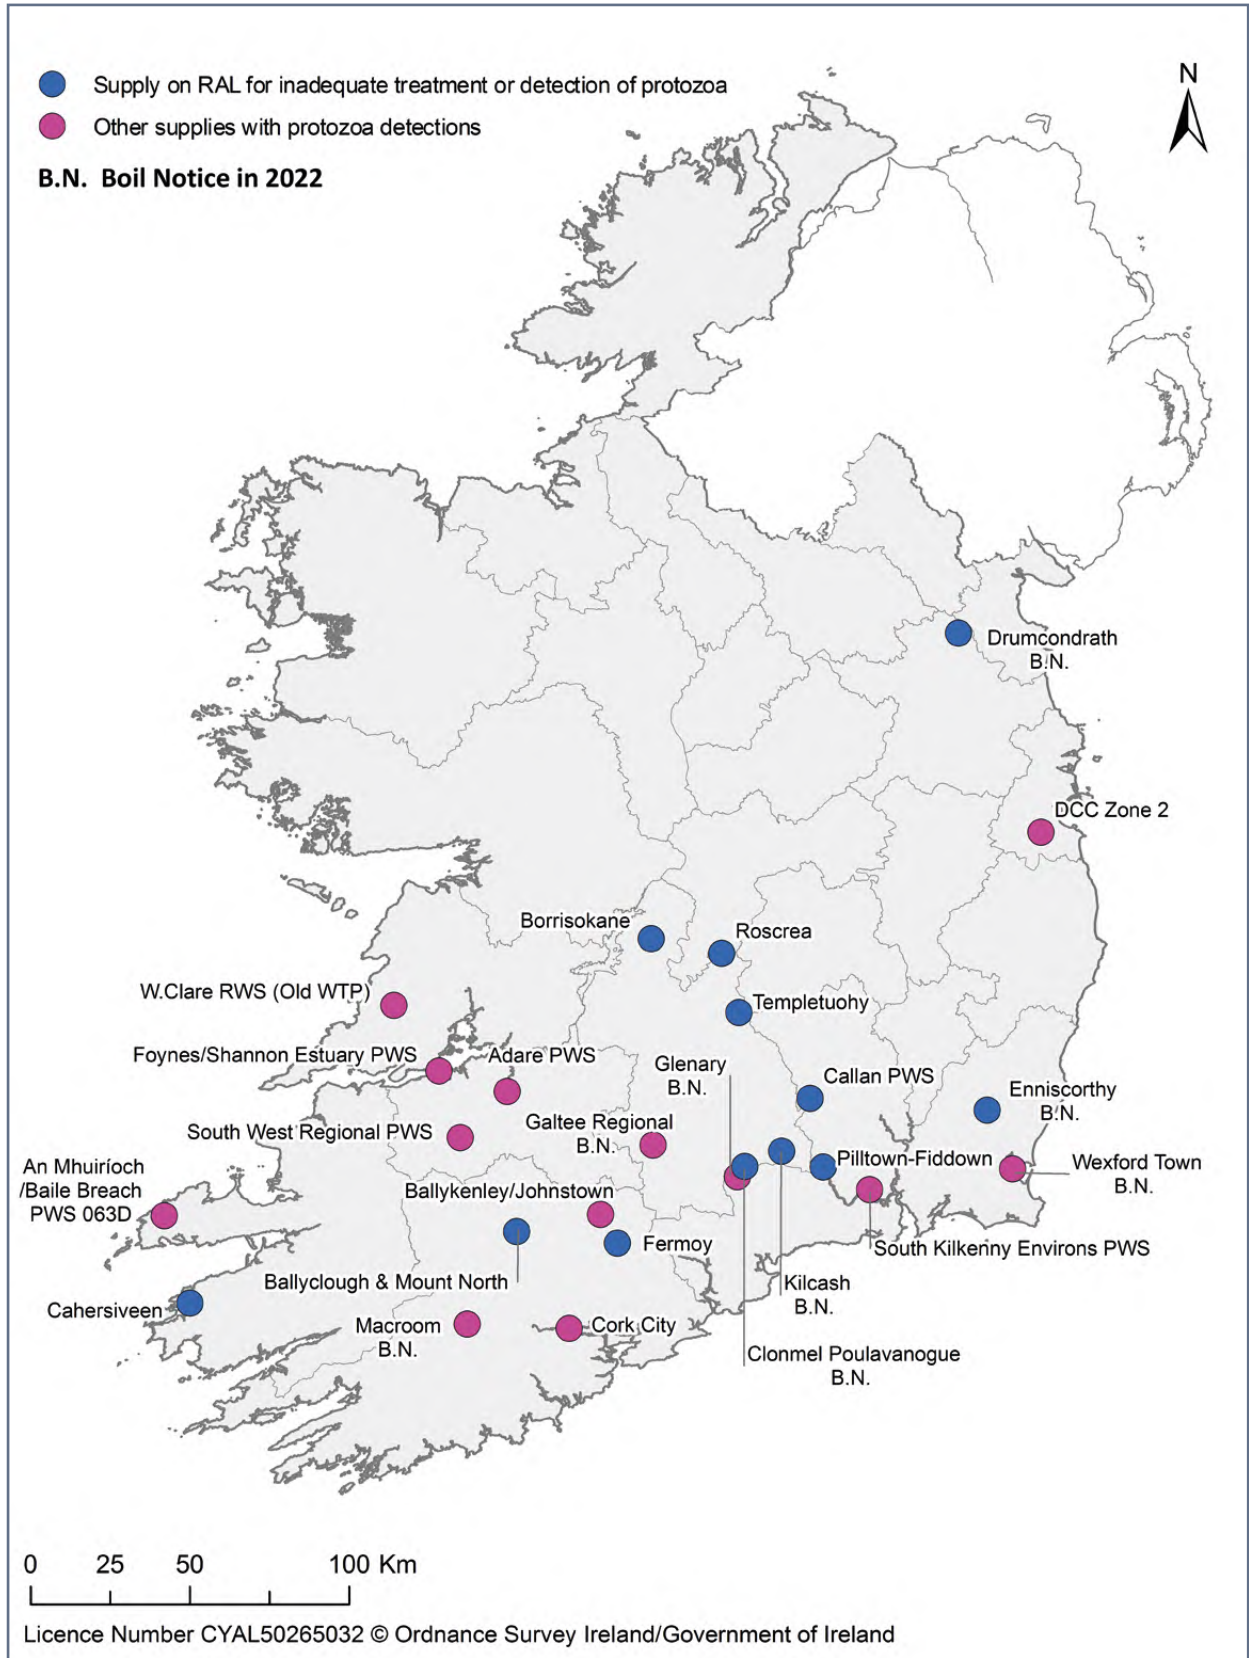 N
Supply on RAL for inadequate treatment or detection of protozoa
Other supplies with protozoa detections
B.N. Boil Notice in 2022
Drumcondrath
B.N.
DCC Zone 2
Borrisokane
Roscrea
W.Clare RWS (Old WTP)
Templetuohy
Foynes/Shannon Estuary PWS
Adare PWS
Glenary
B.N.
Callan PWS
Enniscorthy
B.N.
South West Regional PWS
Galtee Regional
B.N.
An Mhuiríoch
/Baile Breach
PWS 063D
Piltown-Fiddown
Wexford Town
B.N.
Ballykenley/Johnstown
Fermoy
South Kilkenny Environs PWS
Ballyclough & Mount North
Kilcash
B.N.
Cahersiveen
Macroom
B.N.
Cork City
Clonmel Poulavanogue
B.N.
0 25 50 100 Km
Licence Number CYAL50265032 © Ordnance Survey Ireland/Government of Ireland